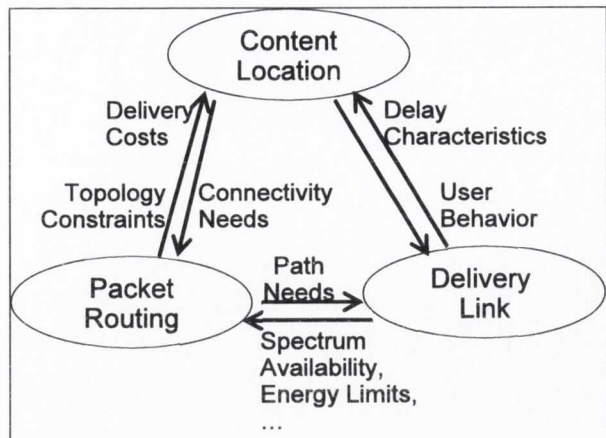 Content
Location
Delivery
Costs
Delay
Characteristics
Topology
Constraints
Connectivity
Needs
User
Behavior
Packet
Routing
Path
Needs
Delivery
Link
Spectrum
Availability,
Energy Limits,
...